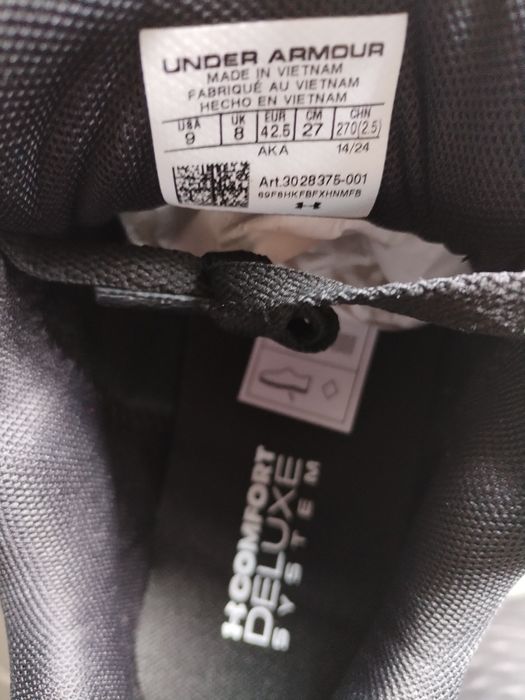 UNDER ARMOUR
MADE IN VIETNAM
FABRIQUÉ AU VIETNAM
HECHO EN VIETNAM
USA UK EUR CM CHN
9 8 42.5 27 270(2.5)
AKA 14/24
Art.3028375-001
69F6HKFBFXHNMFB
COMFORT
DELUXE
SYSTEM